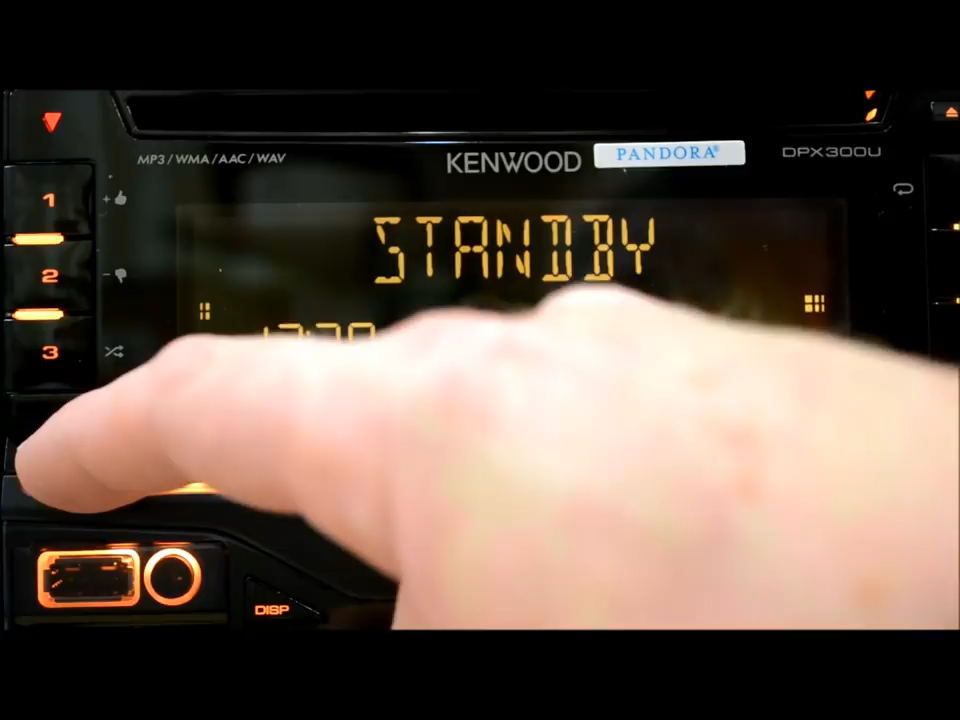 MP3/WMA/AAC/WAV
KENWOOD
PANDORA®
DPX300U
1
STANDBY
2
3
DISP